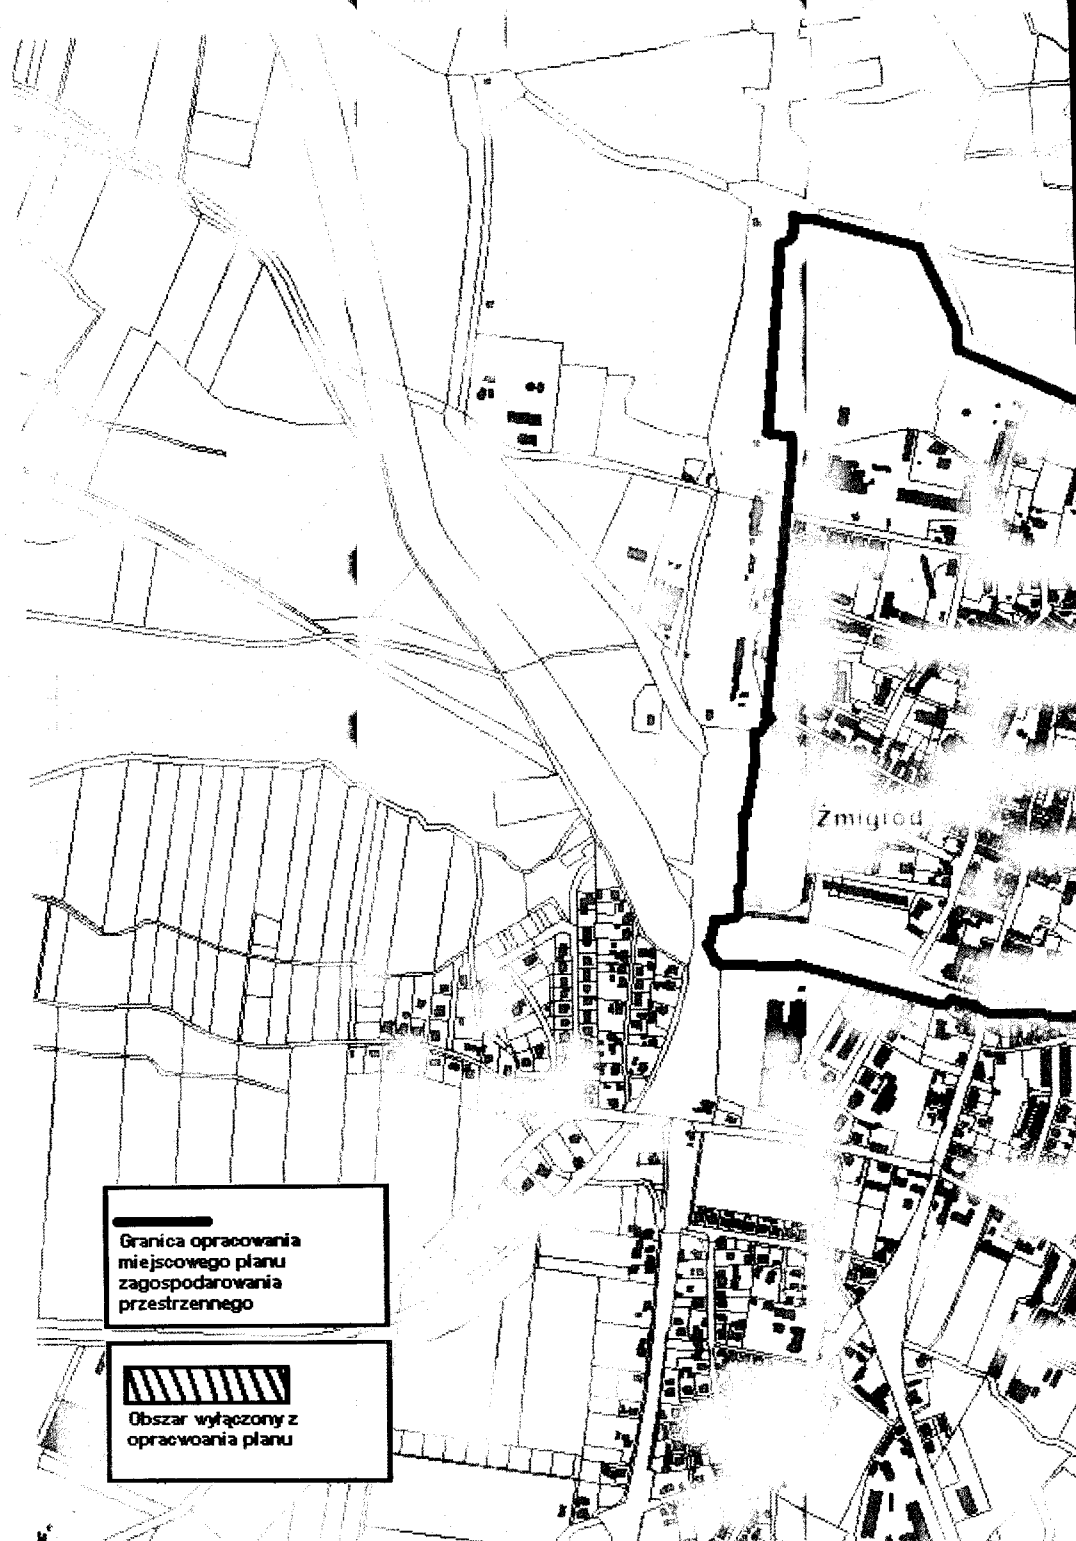 Żmigród
Granica opracowania
miejscowego planu
zagospodarowania
przestrzennego
Obszar wyłączony z
opracwoania planu